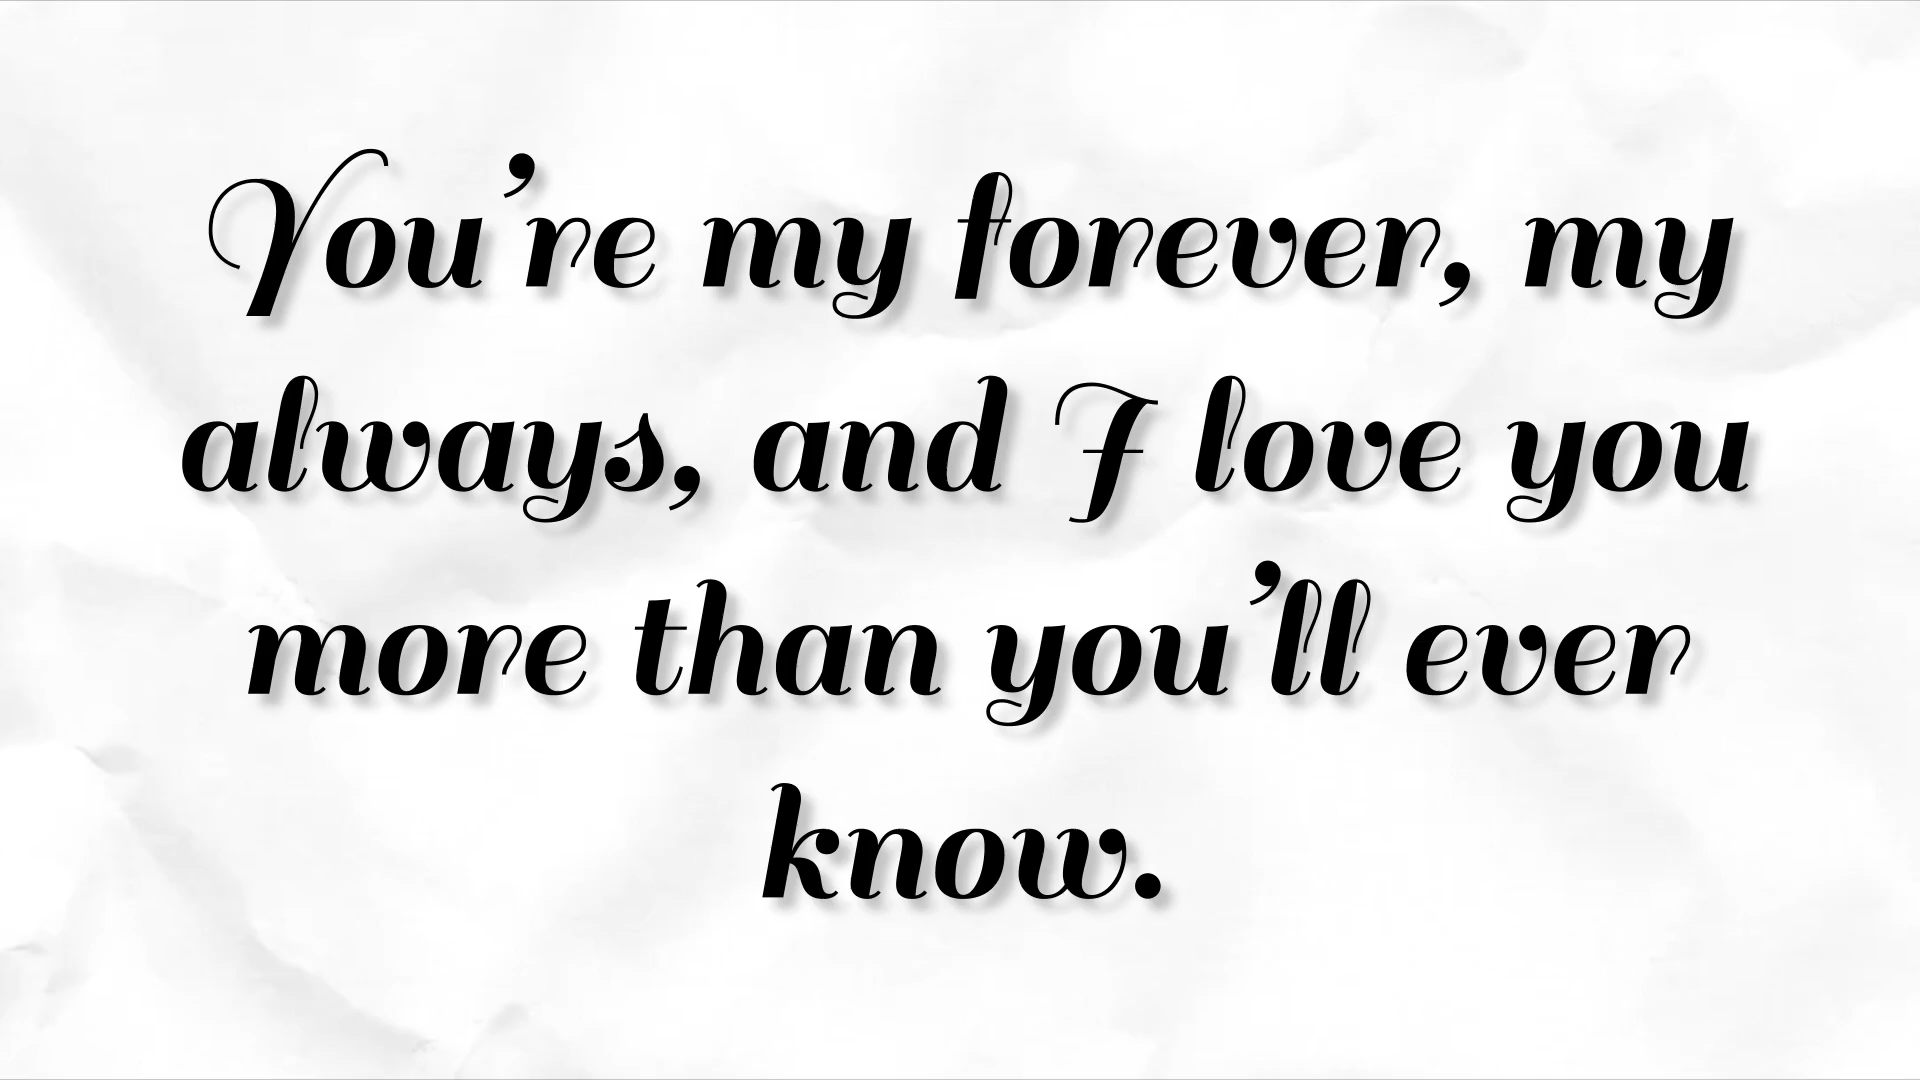 You’re my forever, my
always, and I love you
more than you’ll ever
know.